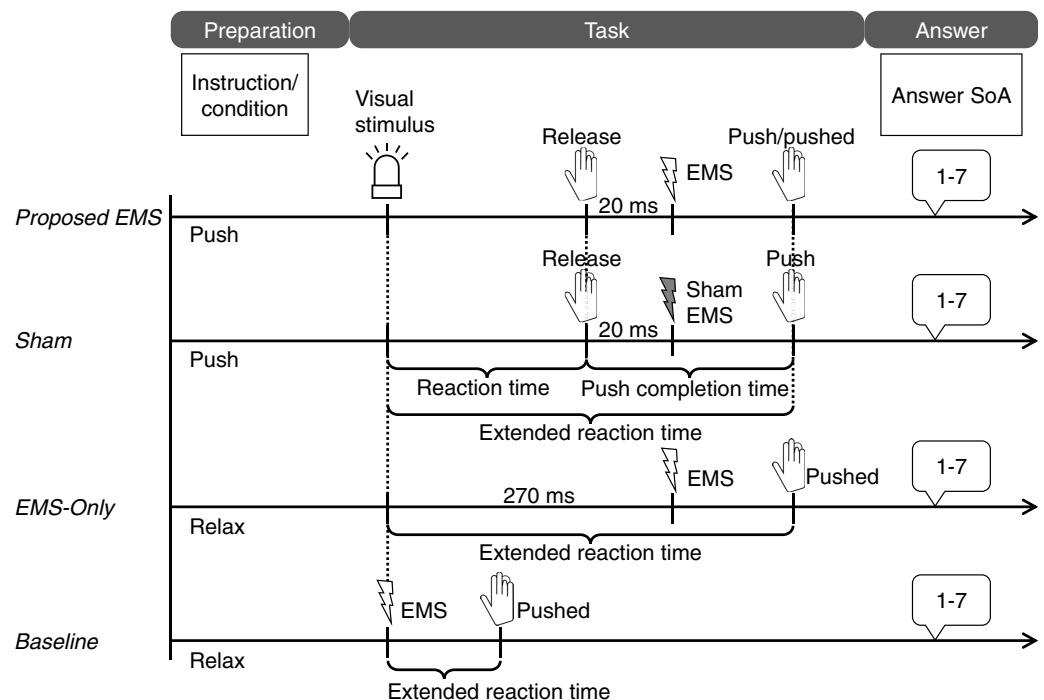 Preparation
Task
Answer
Instruction/
condition
Answer SoA
Visual
stimulus
Release
EMS
Push/pushed
1-7
20 ms
Proposed EMS
Push
Release
Sham
EMS
Push
1-7
20 ms
Sham
Push
Reaction time
Push completion time
Extended reaction time
EMS
Pushed
1-7
270 ms
EMS-Only
Relax
Extended reaction time
EMS
Pushed
1-7
Baseline
Relax
Extended reaction time